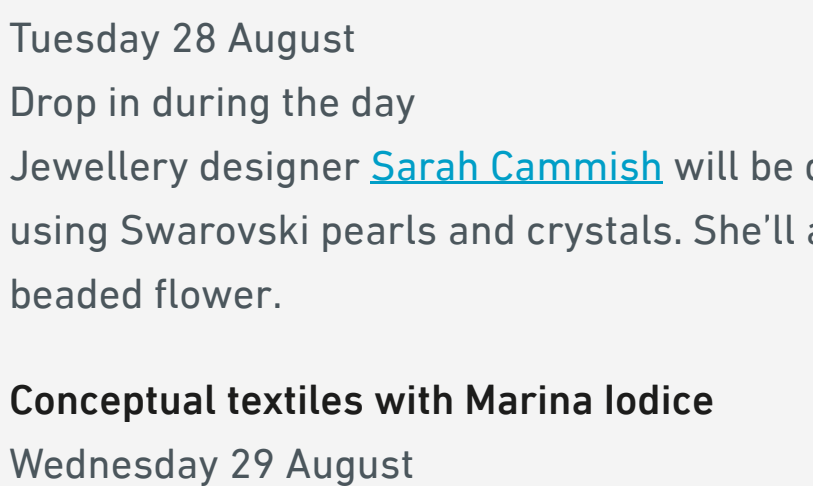 Tuesday 28 August
Drop in during the day
Jewellery designer Sarah Cammish will be
using Swarovski pearls and crystals. She’ll
beaded flower.
Conceptual textiles with Marina Iodice
Wednesday 29 August